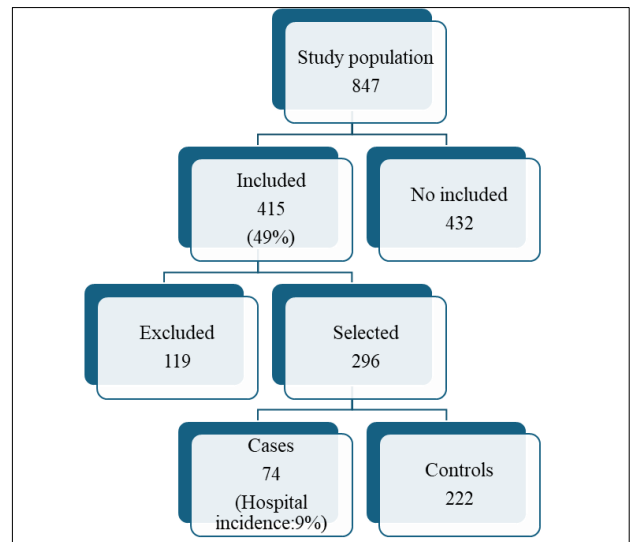 Study population
847
Included
415
(49%)
No included
432
Excluded
119
Selected
296
Cases
74
(Hospital
incidence:9%)
Controls
222